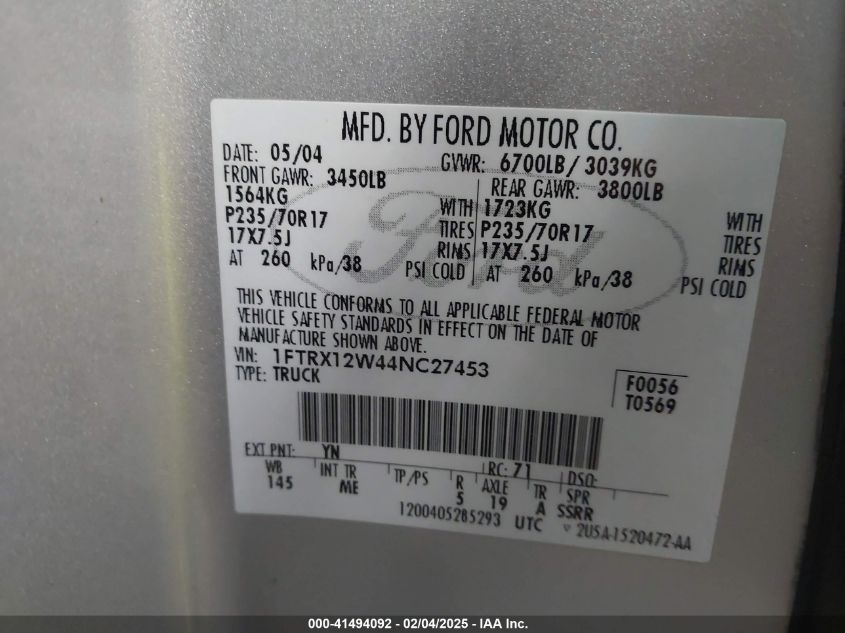 MFD. BY FORD MOTOR CO.
DATE: 05/04 GVWR: 6700LB/ 3039KG
FRONT GAWR: 3450LB REAR GAWR: 3800LB
1564KG WITH 1723KG WITH
P235/70R17 TIRES P235/70R17 TIRES
17X7.5J RIMS 17X7.5J RIMS
AT 260 kPa/38 PSI COLD AT 260 kPa/38 PSI COLD
Ford
THIS VEHICLE CONFORMS TO ALL APPLICABLE FEDERAL MOTOR
VEHICLE SAFETY STANDARDS IN EFFECT ON THE DATE OF
MANUFACTURE SHOWN ABOVE.
VIN: 1FTRX12W44NC27453
TYPE: TRUCK
F0056
T0569
EXT PNT: YN RC: 71 DSO:
WB INT TR TP/PS R AXLE TR SPR
145 ME 5 19 A SSRR
1200405285293 UTC 2U5A-1520472-AA
000-41494092 - 02/04/2025 - IAA Inc.